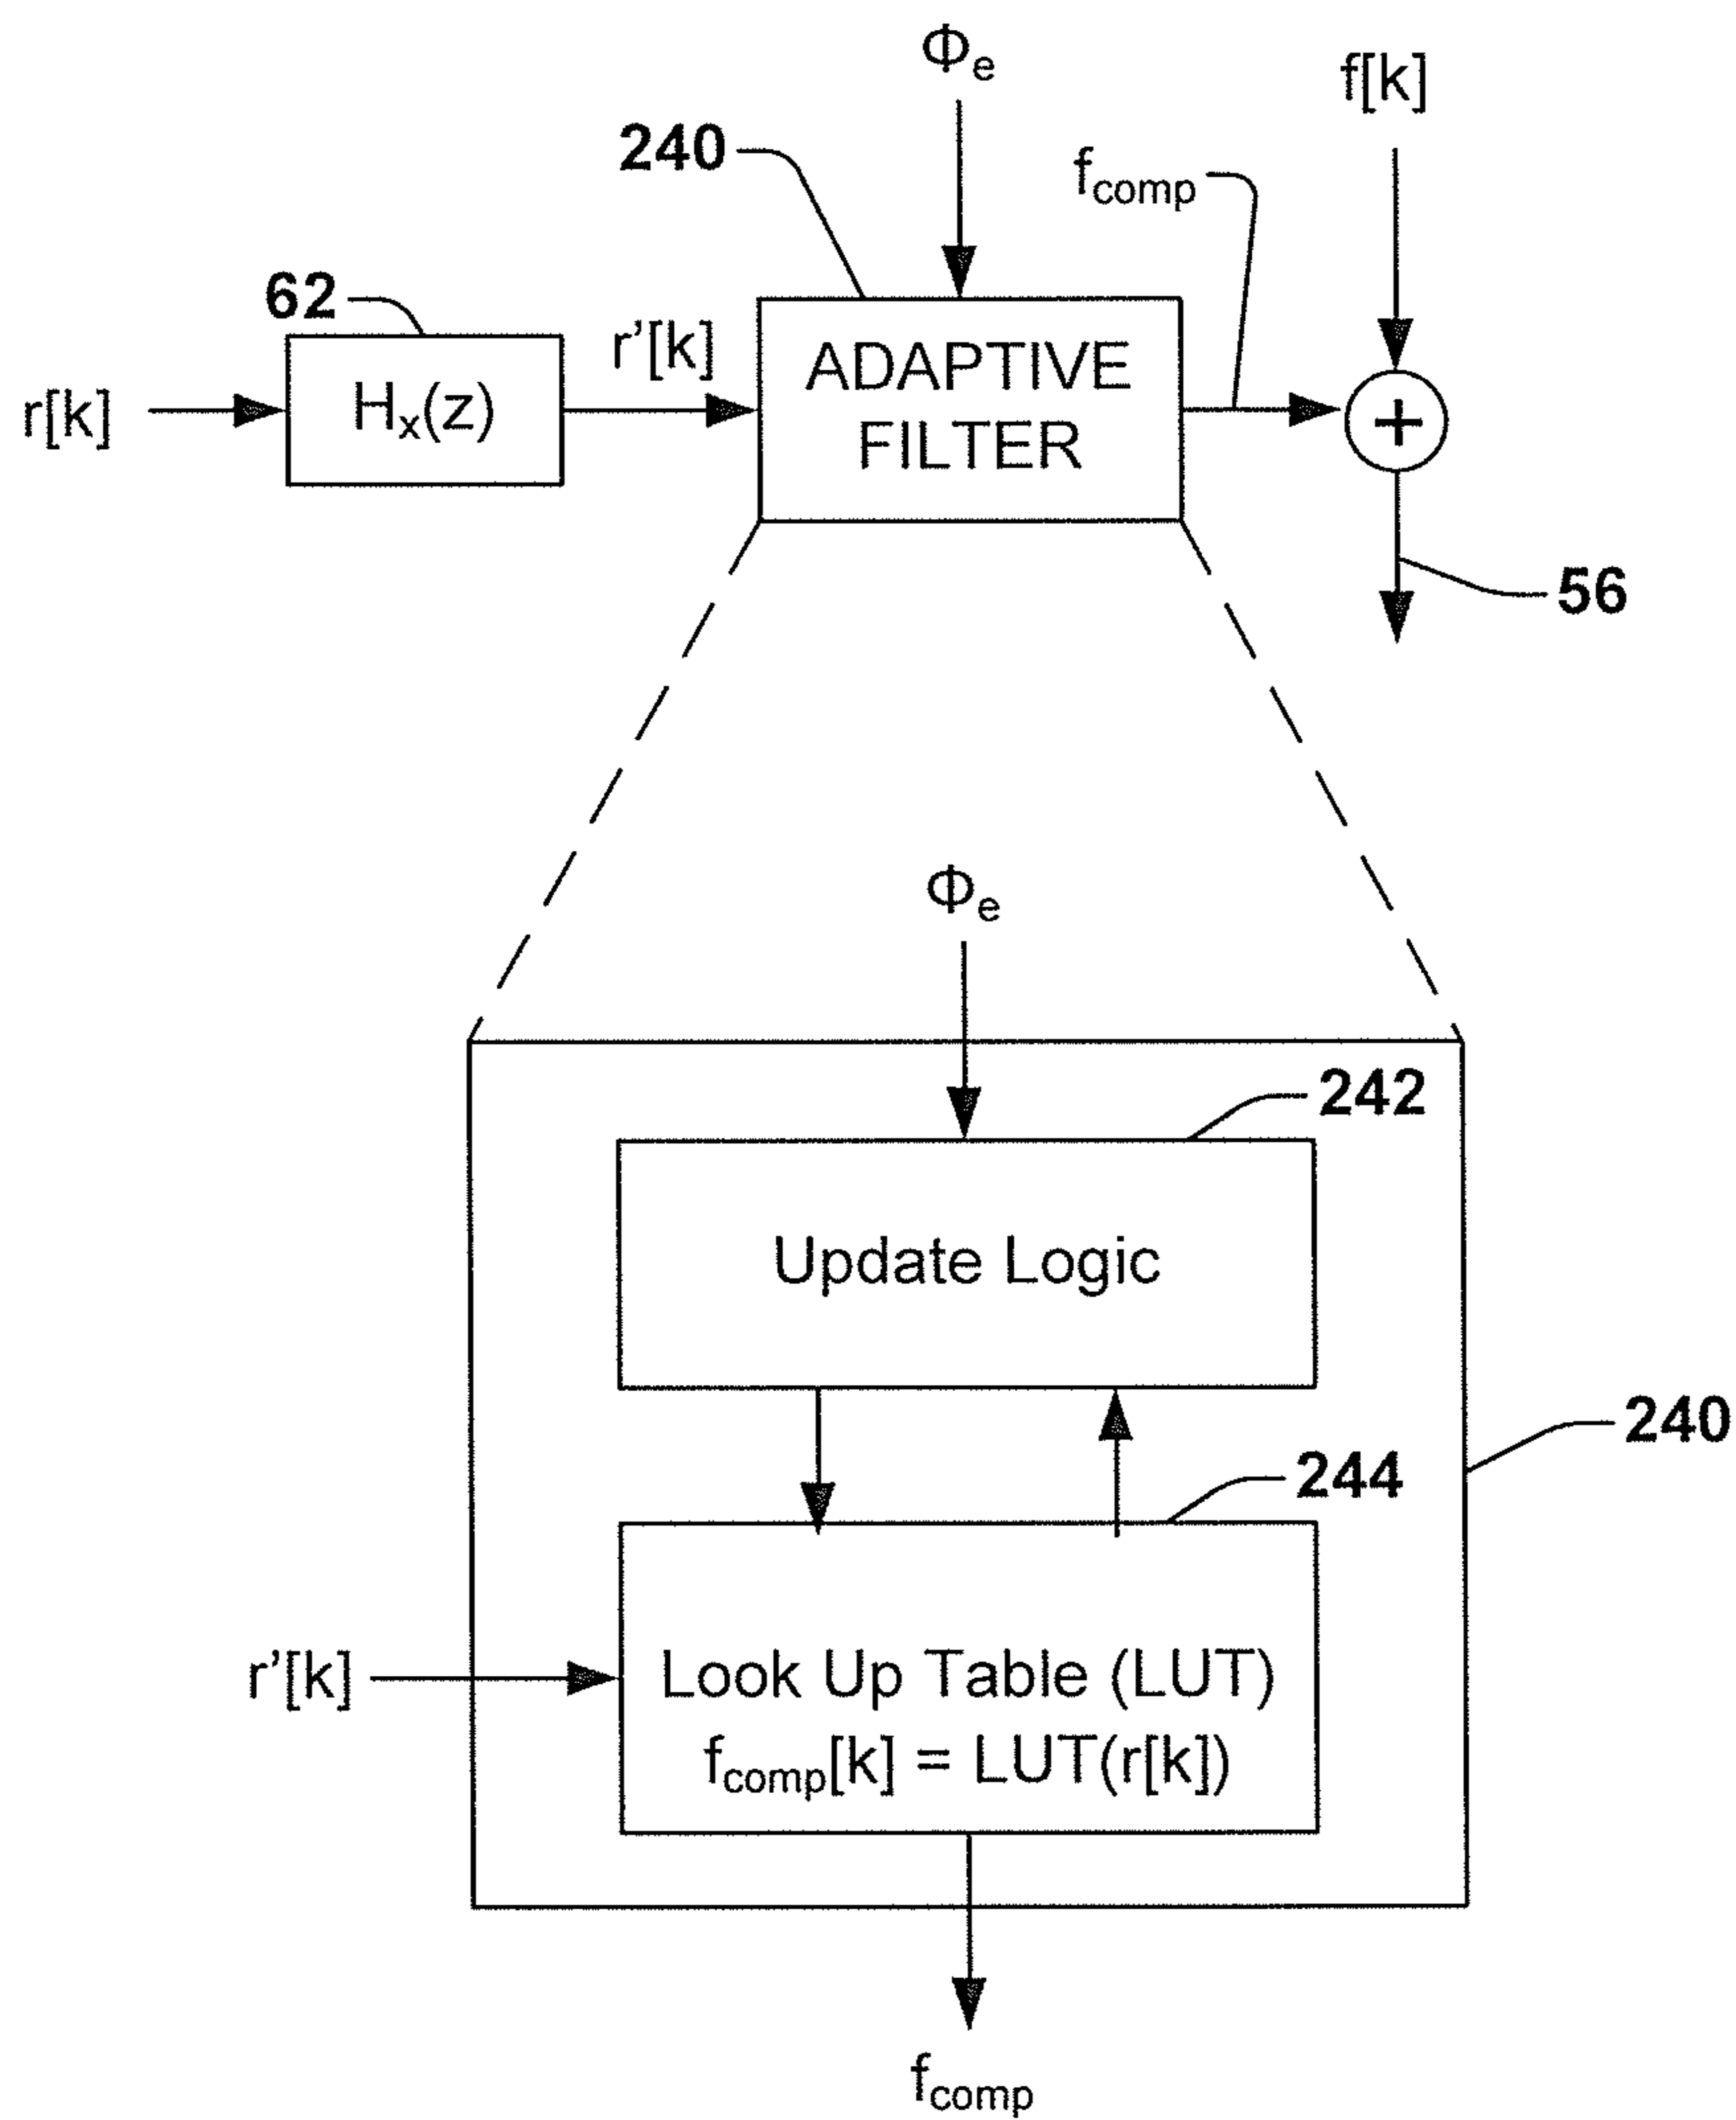 Φe
f[k]
240
fcomp
62
r'[k]
r[k]
Hx(z)
ADAPTIVE
FILTER
+
56
Φe
242
Update Logic
240
244
r'[k]
Look Up Table (LUT)
fcomp[k] = LUT(r[k])
fcomp